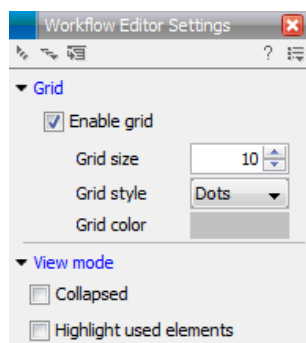 Workflow Editor Settings
?
Grid
Enable grid
Grid size 10
Grid style Dots
Grid color
View mode
Collapsed
Highlight used elements